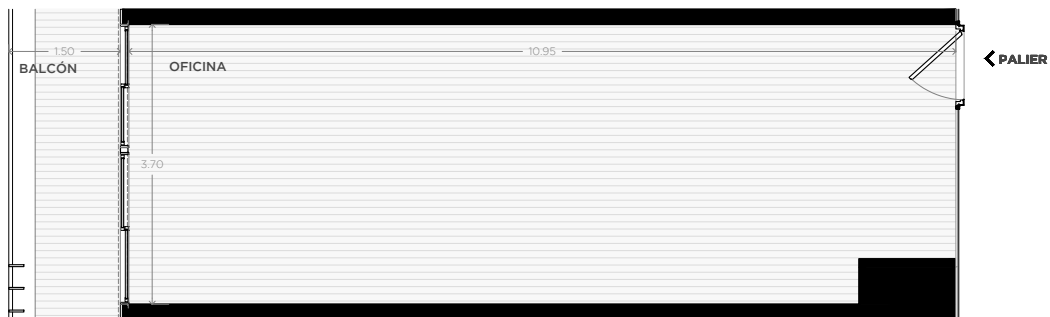 1.50
10.95
BALCÓN
OFICINA
PALIER
3.70